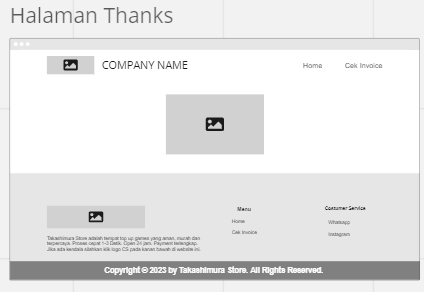 Halaman Thanks
COMPANY NAME
Home
Cek Invoice
Takashimura Store adalah tempat top up games yang aman, murah dan
terpercaya. Proses cepat 1-3 Detik. Open 24 jam. Payment terlengkap.
Jika ada kendala silahkan klik logo CS pada kanan bawah di website ini.
Menu
Home
Cek Invoice
Costumer Service
Whatsapp
Instagram
Copyright © 2023 by Takashimura Store. All Rights Reserved.